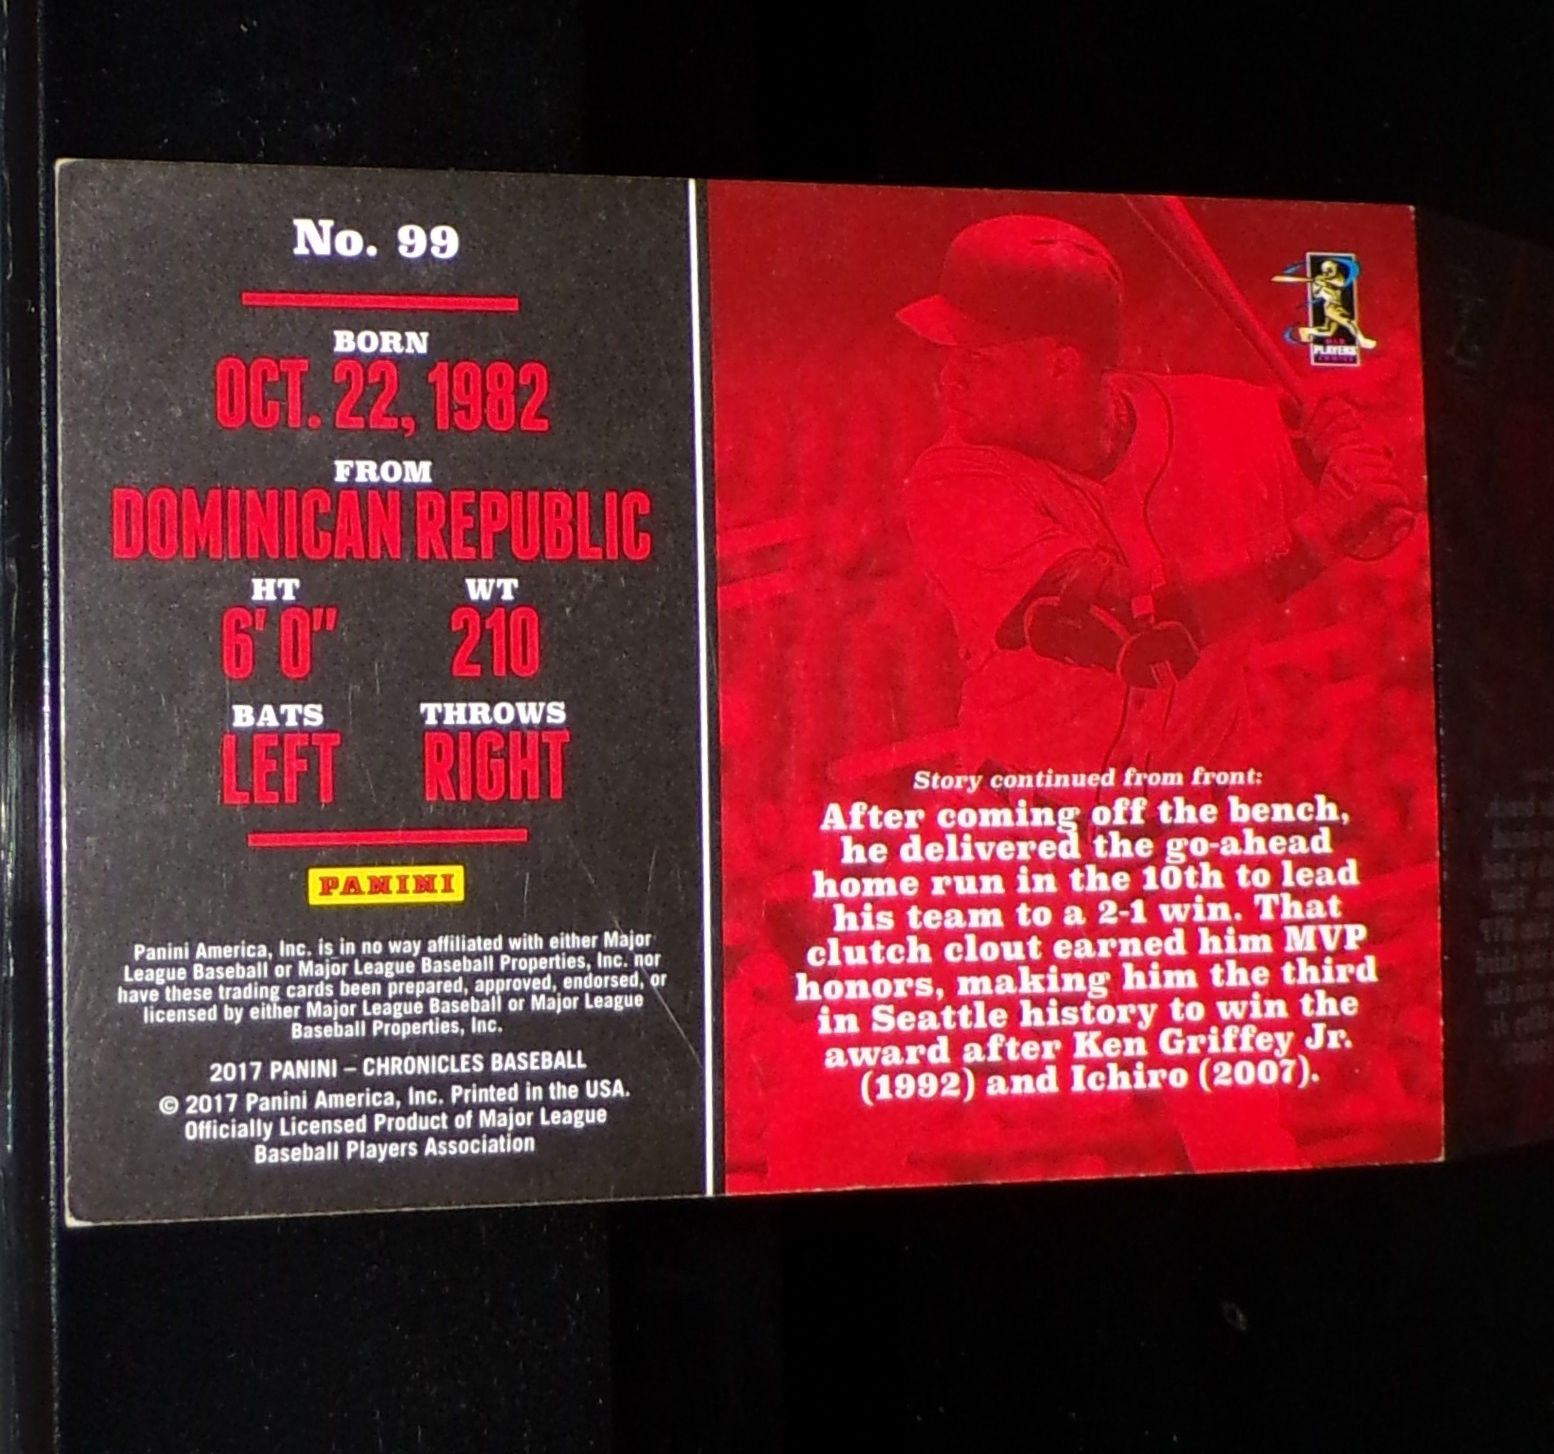 No. 99
BORN
OCT. 22, 1982
FROM
DOMINICAN REPUBLIC
HT WT
6' 0" 210
BATS THROWS
LEFT RIGHT
PANINI
Panini America, Inc. is in no way affiliated with either Major
League Baseball or Major League Baseball Properties, Inc. nor
have these trading cards been prepared, approved, endorsed, or
licensed by either Major League Baseball or Major League
Baseball Properties, Inc.
2017 PANINI – CHRONICLES BASEBALL
© 2017 Panini America, Inc. Printed in the USA.
Officially Licensed Product of Major League
Baseball Players Association
PLAYERS
Story continued from front:
After coming off the bench,
he delivered the go-ahead
home run in the 10th to lead
his team to a 2-1 win. That
clutch clout earned him MVP
honors, making him the third
in Seattle history to win the
award after Ken Griffey Jr.
(1992) and Ichiro (2007).